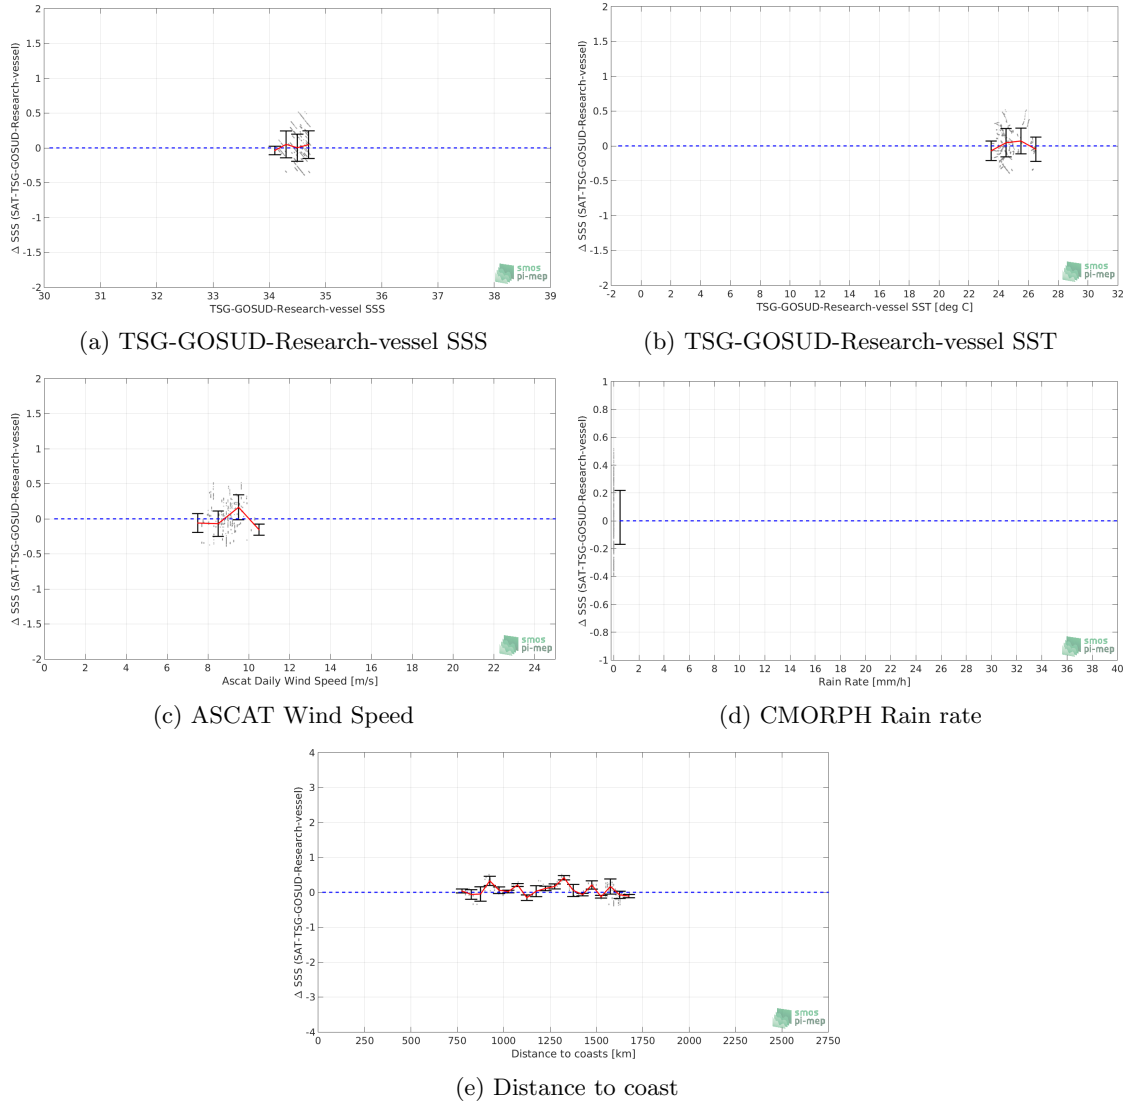 2
1.5
1
0.5
0
-0.5
-1
-1.5
-2
Δ SSS (SAT-TSG-GOSUD-Research-vessel)
30 31 32 33 34 35 36 37 38 39
TSG-GOSUD-Research-vessel SSS
smos
pi-mep
(a) TSG-GOSUD-Research-vessel SSS
2
1.5
1
0.5
0
-0.5
-1
-1.5
-2
Δ SSS (SAT-TSG-GOSUD-Research-vessel)
-2 0 2 4 6 8 10 12 14 16 18 20 22 24 26 28 30 32
TSG-GOSUD-Research-vessel SST [deg C]
smos
pi-mep
(b) TSG-GOSUD-Research-vessel SST
2
1.5
1
0.5
0
-0.5
-1
-1.5
-2
Δ SSS (SAT-TSG-GOSUD-Research-vessel)
0 2 4 6 8 10 12 14 16 18 20 22 24
Ascat Daily Wind Speed [m/s]
smos
pi-mep
(c) ASCAT Wind Speed
1
0.8
0.6
0.4
0.2
0
-0.2
-0.4
-0.6
-0.8
-1
Δ SSS (SAT-TSG-GOSUD-Research-vessel)
0 2 4 6 8 10 12 14 16 18 20 22 24 26 28 30 32 34 36 38 40
Rain Rate [mm/h]
smos
pi-mep
(d) CMORPH Rain rate
4
3
2
1
0
-1
-2
-3
-4
Δ SSS (SAT-TSG-GOSUD-Research-vessel)
0 250 500 750 1000 1250 1500 1750 2000 2250 2500 2750
Distance to coasts [km]
smos
pi-mep
(e) Distance to coast